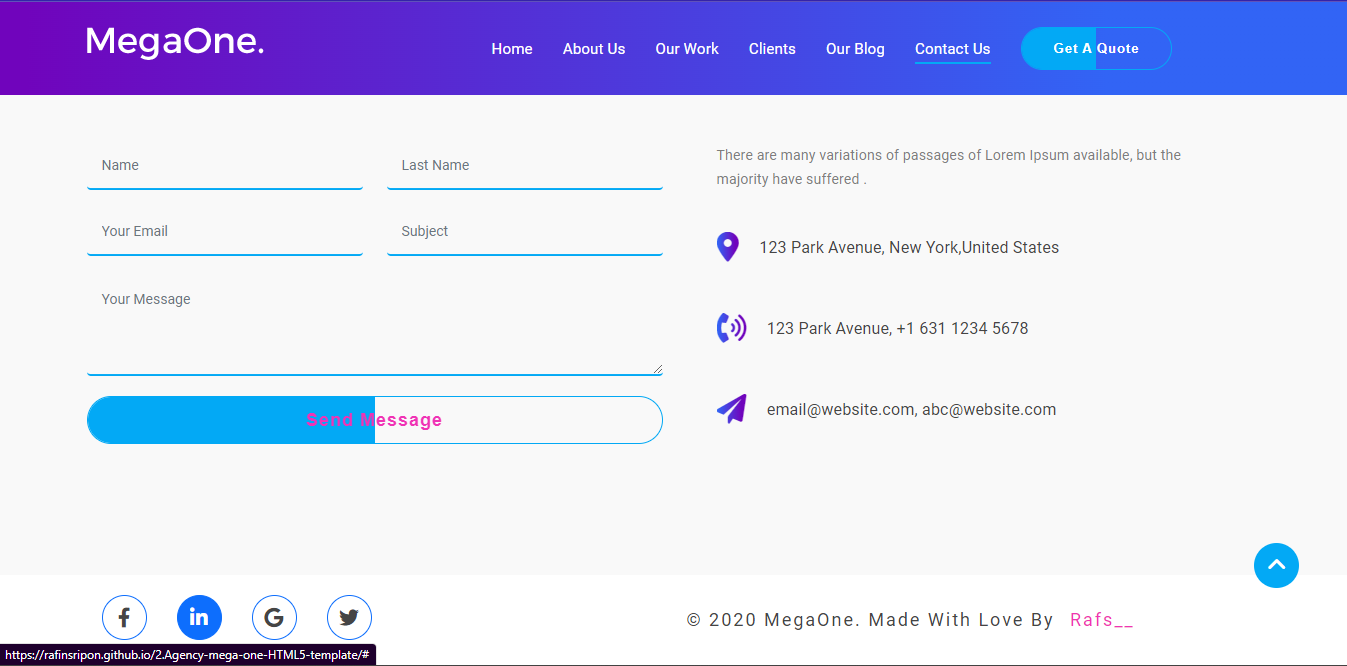 MegaOne.
Home About Us Our Work Clients Our Blog Contact Us Get A Quote
Name Last Name
Your Email Subject
Your Message
Send Message
There are many variations of passages of Lorem Ipsum available, but the
majority have suffered .
123 Park Avenue, New York,United States
123 Park Avenue, +1 631 1234 5678
email@website.com, abc@website.com
f in G
© 2020 MegaOne. Made With Love By Rafs__
https://rafinsripon.github.io/2.Agency-mega-one-HTML5-template/#